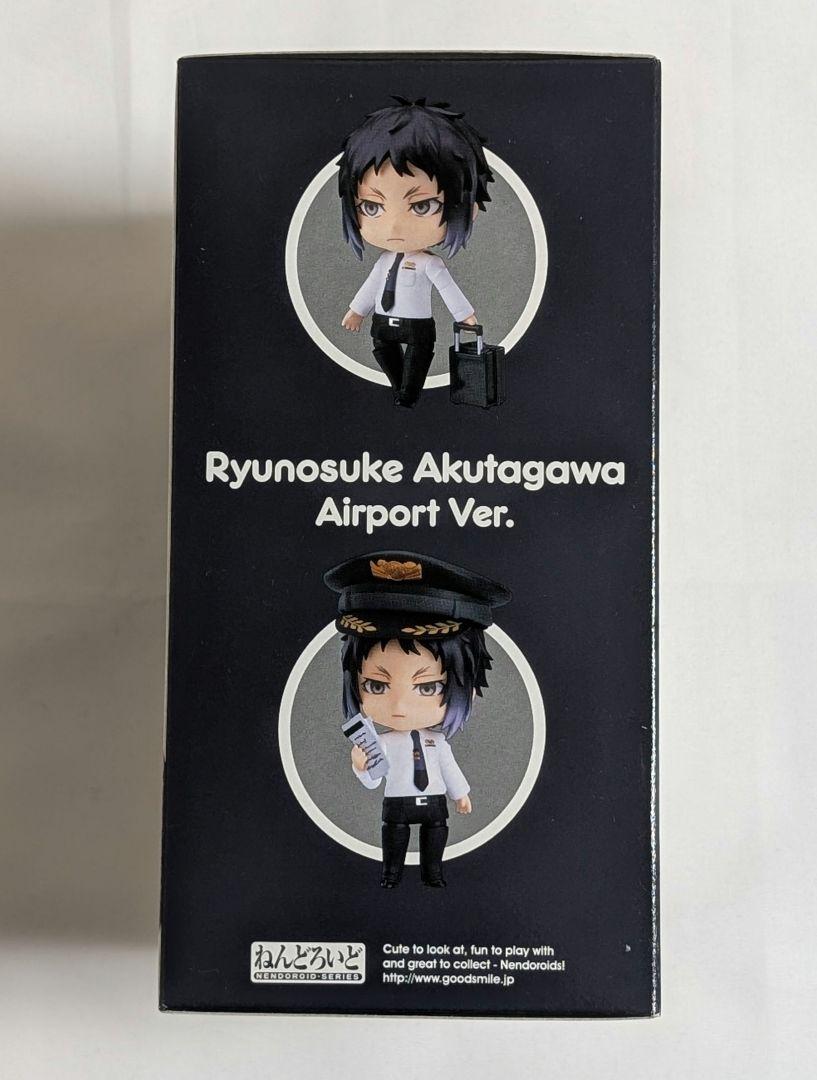 Ryunosuke Akutagawa
Airport Ver.
ねんどろいど
NENDOROID·SERIES
Cute to look at, fun to play with
and great to collect - Nendoroids!
http://www.goodsmile.jp